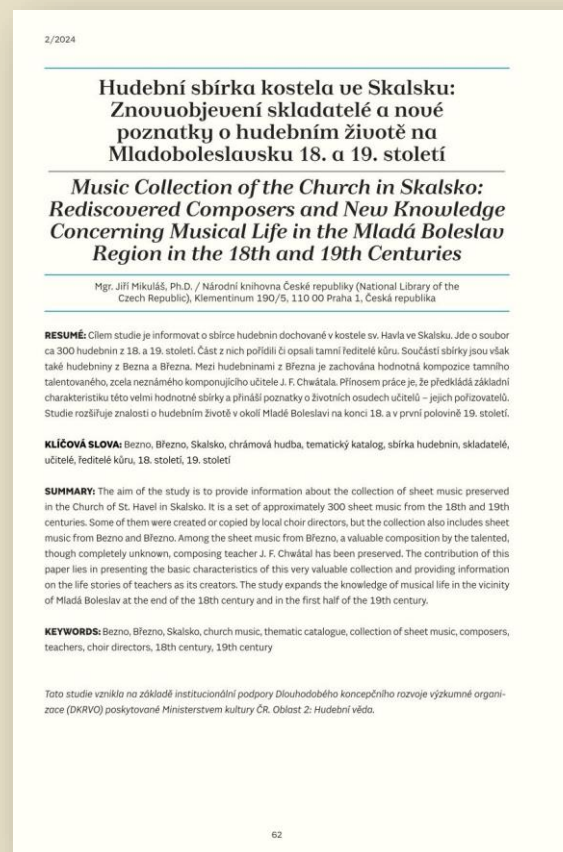 2/2024
Hudební sbírka kostela ve Skalsku:
Znovuobjevení skladatelé a nové
poznatky o hudebním životě na
Mladoboleslavsku 18. a 19. století
Music Collection of the Church in Skalsko:
Rediscovered Composers and New Knowledge
Concerning Musical Life in the Mladá Boleslav
Region in the 18th and 19th Centuries
Mgr. Jiří Mikuláš, Ph.D. / Národní knihovna České republiky (National Library of the
Czech Republic), Klementinum 190/5, 110 00 Praha 1, Česká republika
RESUMÉ: Cílem studie je informovat o sbírce hudebnin dochované v kostele sv. Havla ve Skalsku. Jde o soubor
ca 300 hudebnin z 18. a 19. století. Část z nich pořídili či opsali tamní ředitelé kůru. Součástí sbírky jsou však
také hudebniny z Bezna a Března. Mezi hudebninami z Března je zachována hodnotná kompozice tamního
talentovaného, zcela neznámého komponujícího učitele J. F. Chwátala. Přínosem práce je, že předkládá základní
charakteristiku této velmi hodnotné sbírky a přináší poznatky o životních osudech učitelů – jejich pořizovatelů.
Studie rozšiřuje znalosti o hudebním životě v okolí Mladé Boleslavi na konci 18. a v první polovině 19. století.
KLÍČOVÁ SLOVA: Bezno, Březno, Skalsko, chrámová hudba, tematický katalog, sbírka hudebnin, skladatelé,
učitelé, ředitelé kůru, 18. století, 19. století
SUMMARY: The aim of the study is to provide information about the collection of sheet music preserved
in the Church of St. Havel in Skalsko. It is a set of approximately 300 sheet music from the 18th and 19th
centuries. Some of them were created or copied by local choir directors, but the collection also includes sheet
music from Bezno and Březno. Among the sheet music from Březno, a valuable composition by the talented,
though completely unknown, composing teacher J. F. Chwátal has been preserved. The contribution of this
paper lies in presenting the basic characteristics of this very valuable collection and providing information
on the life stories of teachers as its creators. The study expands the knowledge of musical life in the vicinity
of Mladá Boleslav at the end of the 18th century and in the first half of the 19th century.
KEYWORDS: Bezno, Březno, Skalsko, church music, thematic catalogue, collection of sheet music, composers,
teachers, choir directors, 18th century, 19th century
Tato studie vznikla na základě institucionální podpory Dlouhodobého koncepčního rozvoje výzkumné organi-
zace (DKRVO) poskytované Ministerstvem kultury ČR. Oblast 2: Hudební věda.
62